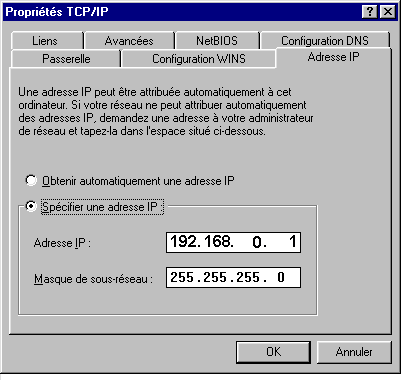 Propriétés TCP/IP
Liens Avancées NetBIOS Configuration DNS
Passerelle Configuration WINS Adresse IP
Une adresse IP peut être attribuée automatiquement à cet
ordinateur. Si votre réseau ne peut attribuer automatiquement
des adresses IP, demandez une adresse à votre administrateur
de réseau et tapez-la dans l'espace situé ci-dessous.
Obtenir automatiquement une adresse IP
Spécifier une adresse IP :
Adresse IP : 192.168. 0. 1
Masque de sous-réseau : 255.255.255. 0
OK Annuler